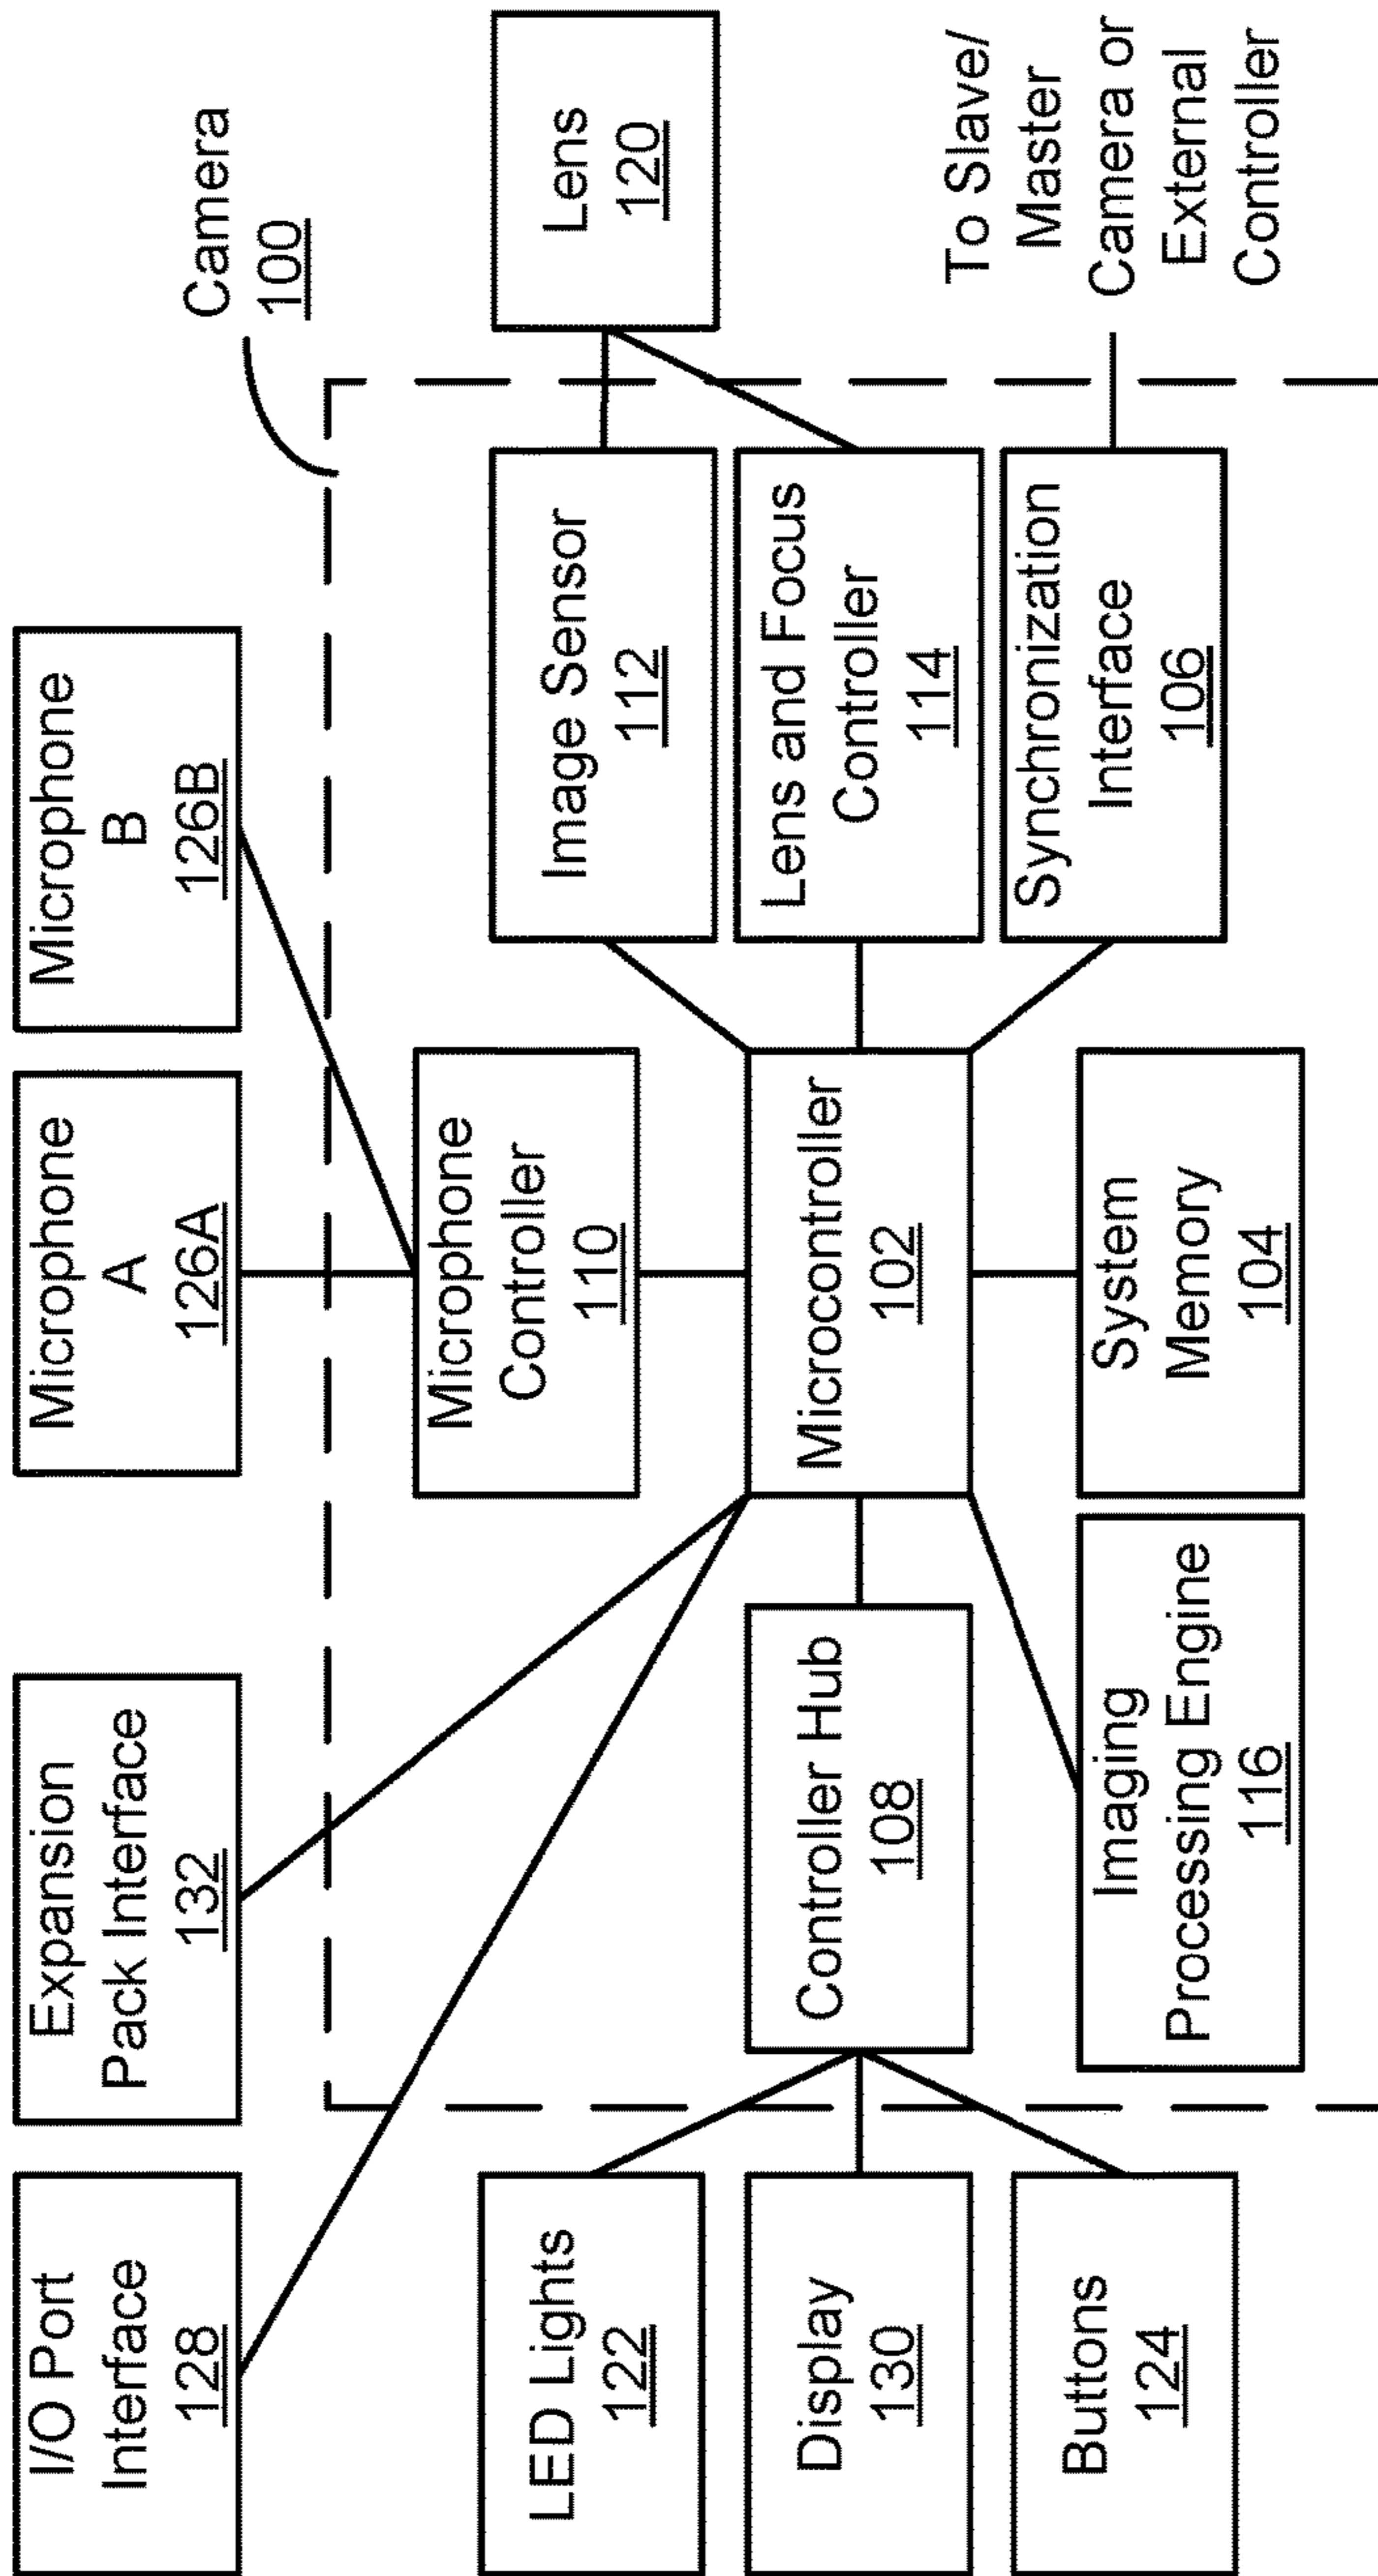 I/O Port
Interface
128
Expansion
Pack Interface
132
Microphone
A
126A
Microphone
B
126B
Camera
100
LED Lights
122
Display
130
Buttons
124
Controller Hub
108
Imaging
Processing Engine
116
Microphone
Controller
110
Microcontroller
102
System
Memory
104
Image Sensor
112
Lens and Focus
Controller
114
Synchronization
Interface
106
Lens
120
To Slave/
Master
Camera or
External
Controller